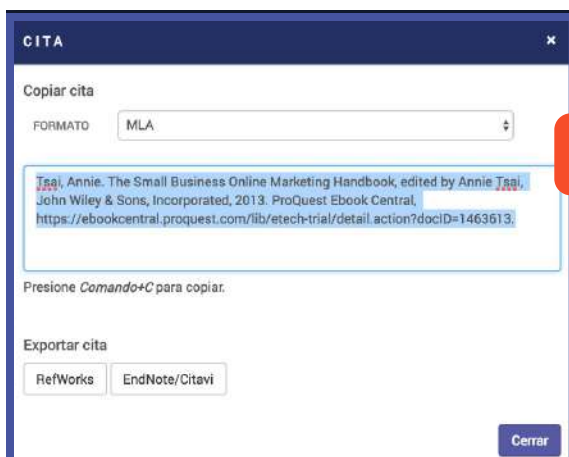 CITA ×
Copiar cita
FORMATO MLA
Tsai, Annie. The Small Business Online Marketing Handbook, edited by Annie Tsai,
John Wiley & Sons, Incorporated, 2013. ProQuest Ebook Central,
https://ebookcentral.proquest.com/lib/etech-trial/detail.action?docID=1463613.
Presione Comando+C para copiar.
Exportar cita
RefWorks EndNote/Citavi
Cerrar